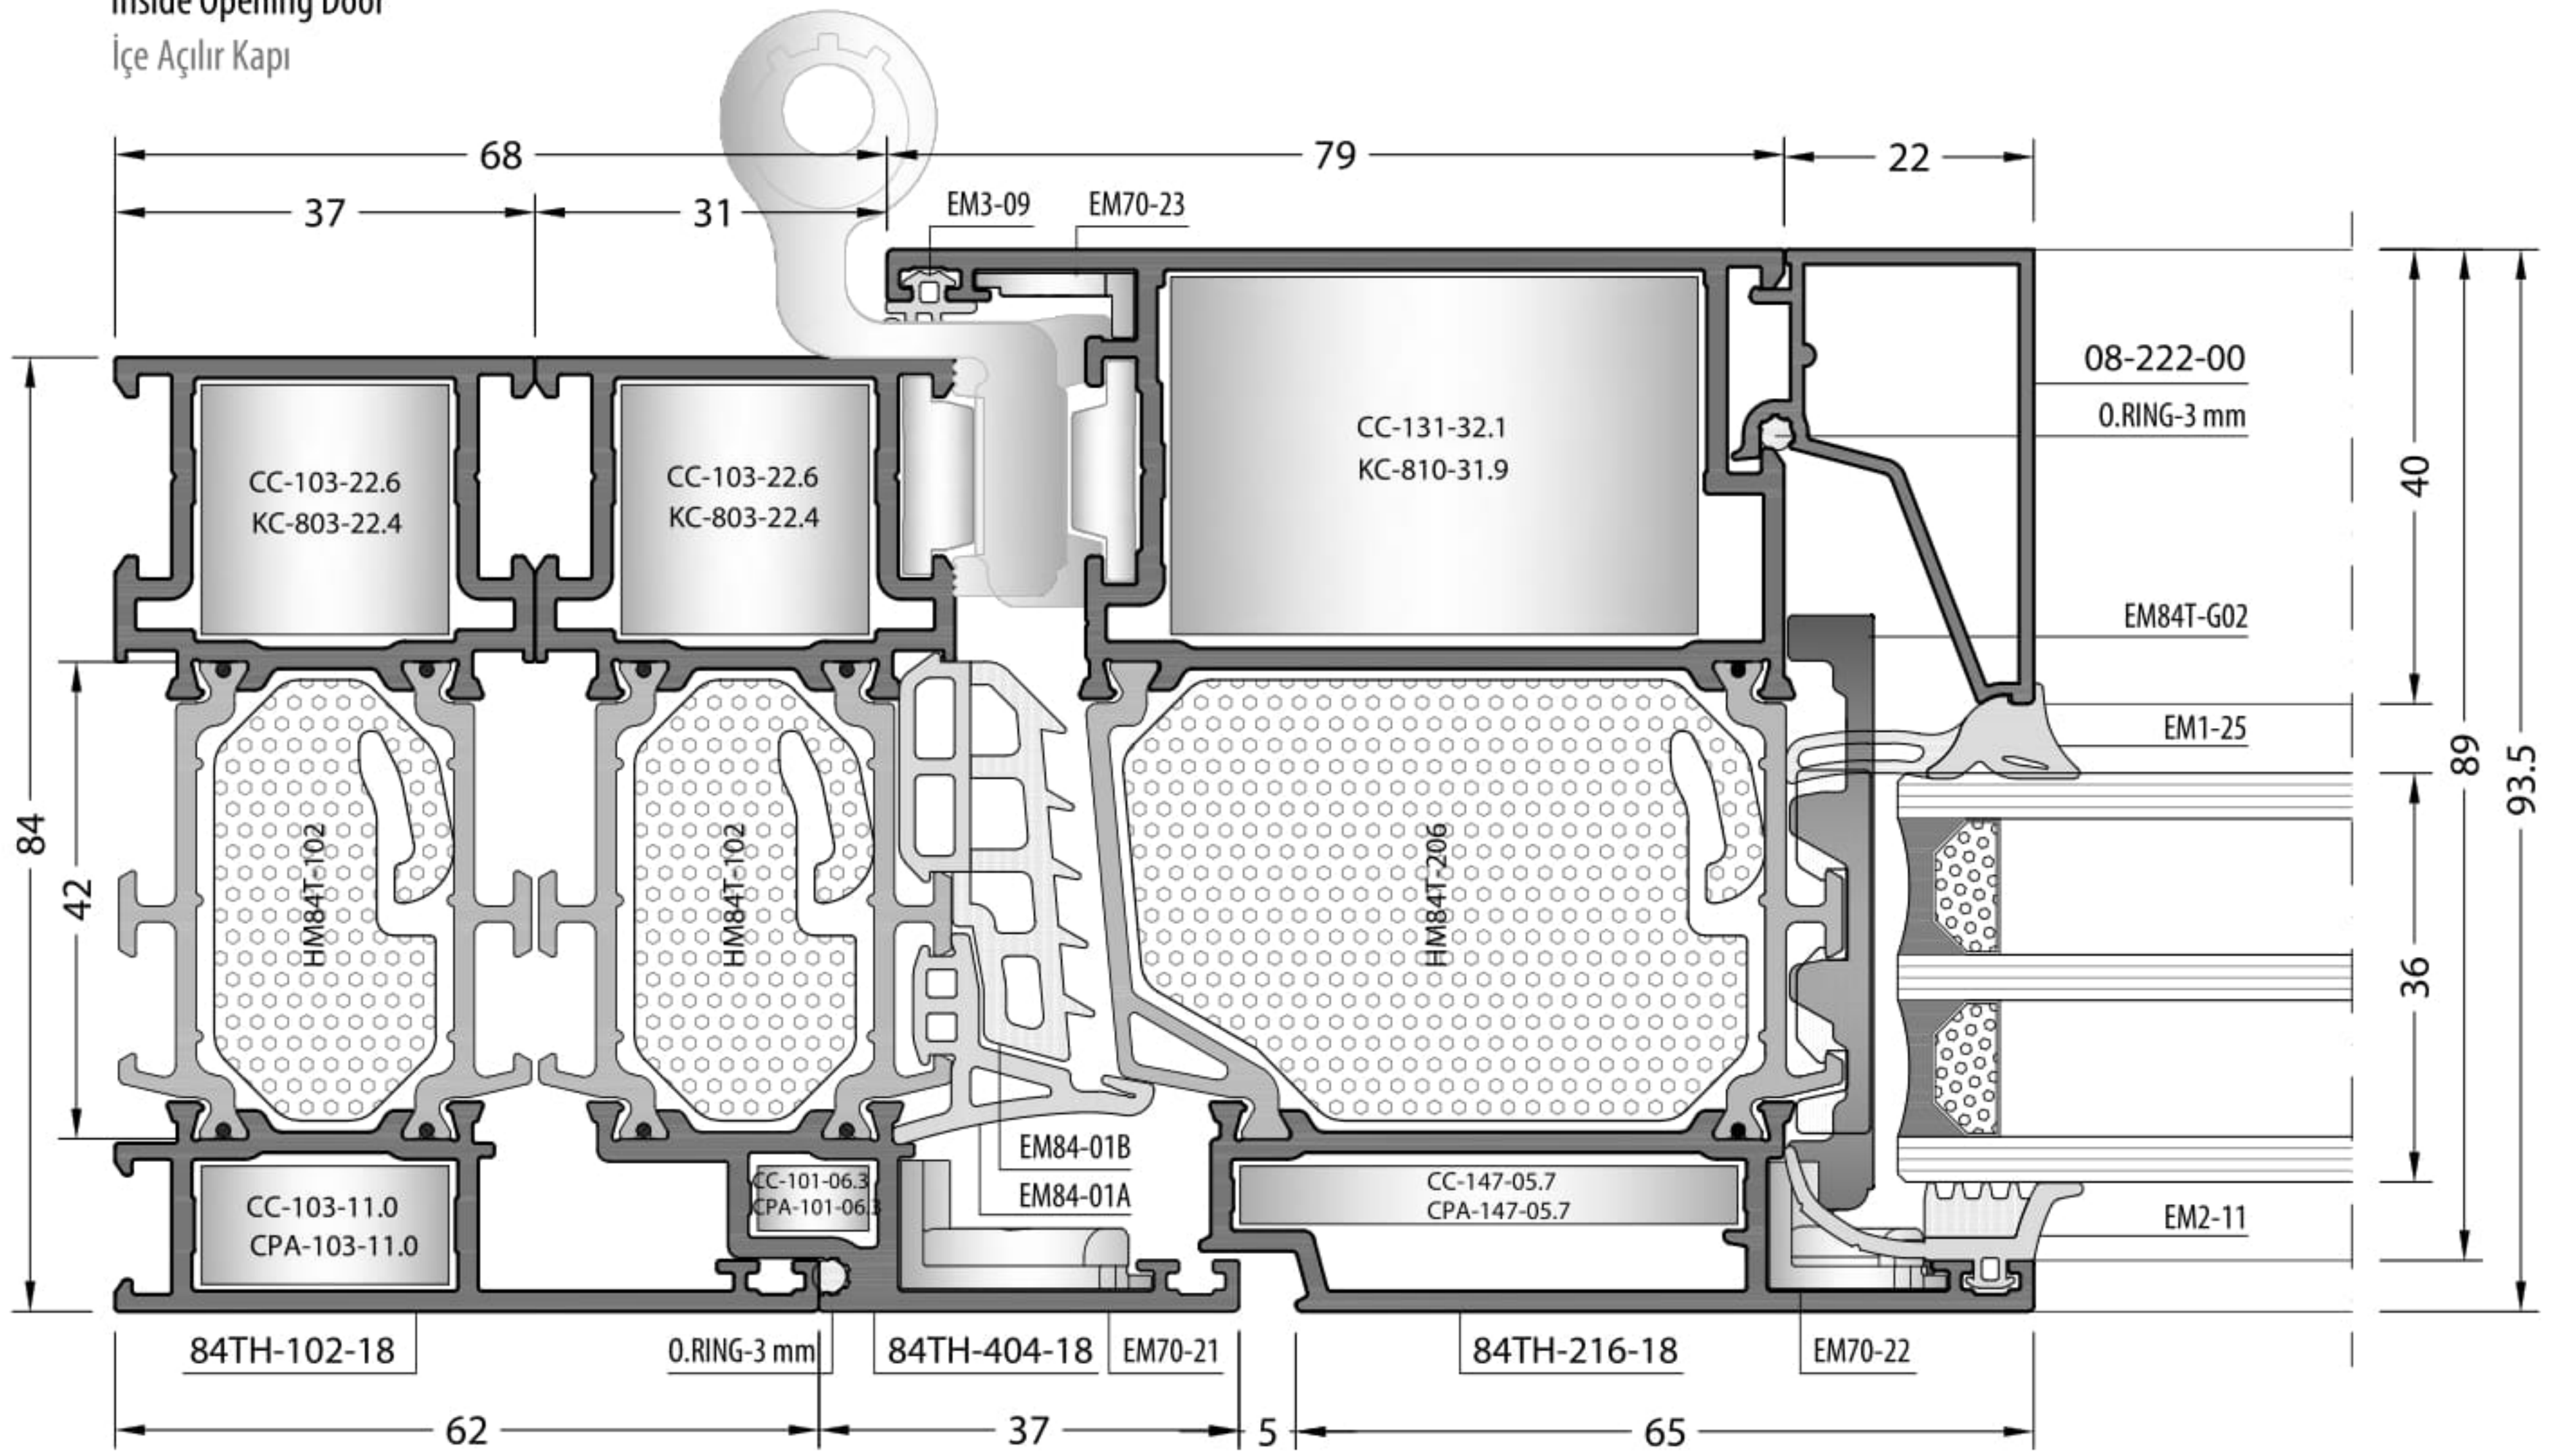 Inside Opening Door
İçe Açılır Kapı
68
79
22
37
31
EM3-09
EM70-23
08-222-00
O.RING-3 mm
CC-131-32.1
KC-810-31.9
CC-103-22.6
KC-803-22.4
CC-103-22.6
KC-803-22.4
40
EM84T-G02
EM1-25
89
93.5
84
42
HM84T-102
HM84T-102
HM84T-206
36
EM84-01B
EM84-01A
CC-101-06.3
CPA-101-06.3
CC-147-05.7
CPA-147-05.7
CC-103-11.0
CPA-103-11.0
EM2-11
84TH-102-18
O.RING-3 mm
84TH-404-18
EM70-21
84TH-216-18
EM70-22
62
37
5
65